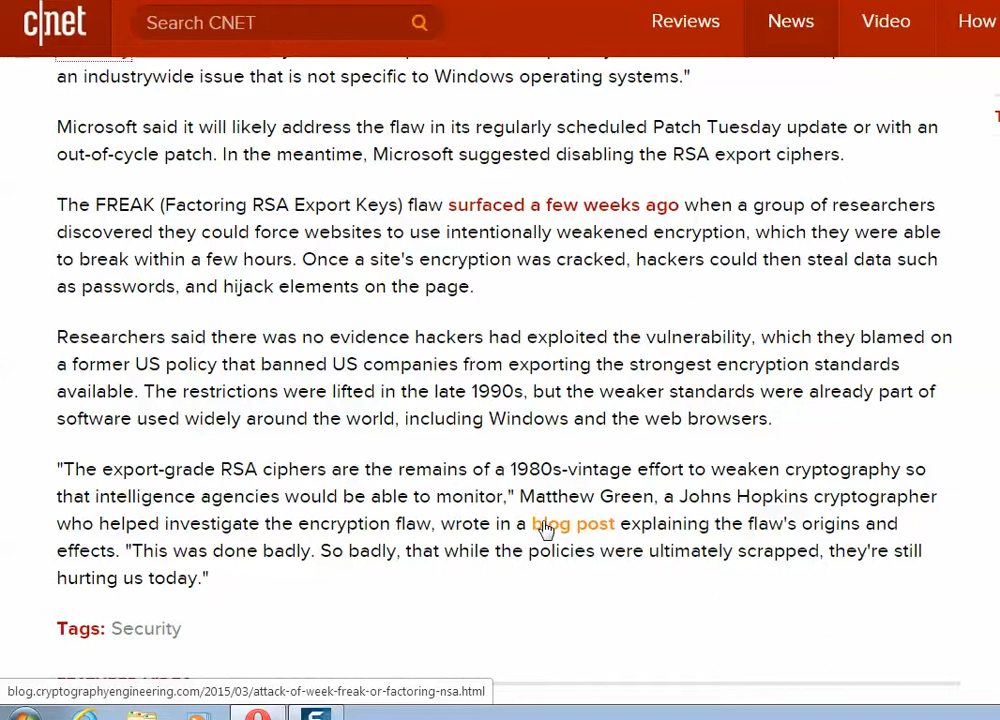 c|net
Search CNET
Reviews
News
Video
How
an industrywide issue that is not specific to Windows operating systems."
Microsoft said it will likely address the flaw in its regularly scheduled Patch Tuesday update or with an
out-of-cycle patch. In the meantime, Microsoft suggested disabling the RSA export ciphers.
The FREAK (Factoring RSA Export Keys) flaw surfaced a few weeks ago when a group of researchers
discovered they could force websites to use intentionally weakened encryption, which they were able
to break within a few hours. Once a site's encryption was cracked, hackers could then steal data such
as passwords, and hijack elements on the page.
Researchers said there was no evidence hackers had exploited the vulnerability, which they blamed on
a former US policy that banned US companies from exporting the strongest encryption standards
available. The restrictions were lifted in the late 1990s, but the weaker standards were already part of
software used widely around the world, including Windows and the web browsers.
"The export-grade RSA ciphers are the remains of a 1980s-vintage effort to weaken cryptography so
that intelligence agencies would be able to monitor," Matthew Green, a Johns Hopkins cryptographer
who helped investigate the encryption flaw, wrote in a blog post explaining the flaw's origins and
effects. "This was done badly. So badly, that while the policies were ultimately scrapped, they're still
hurting us today."
Tags: Security
blog.cryptographyengineering.com/2015/03/attack-of-week-freak-or-factoring-nsa.html